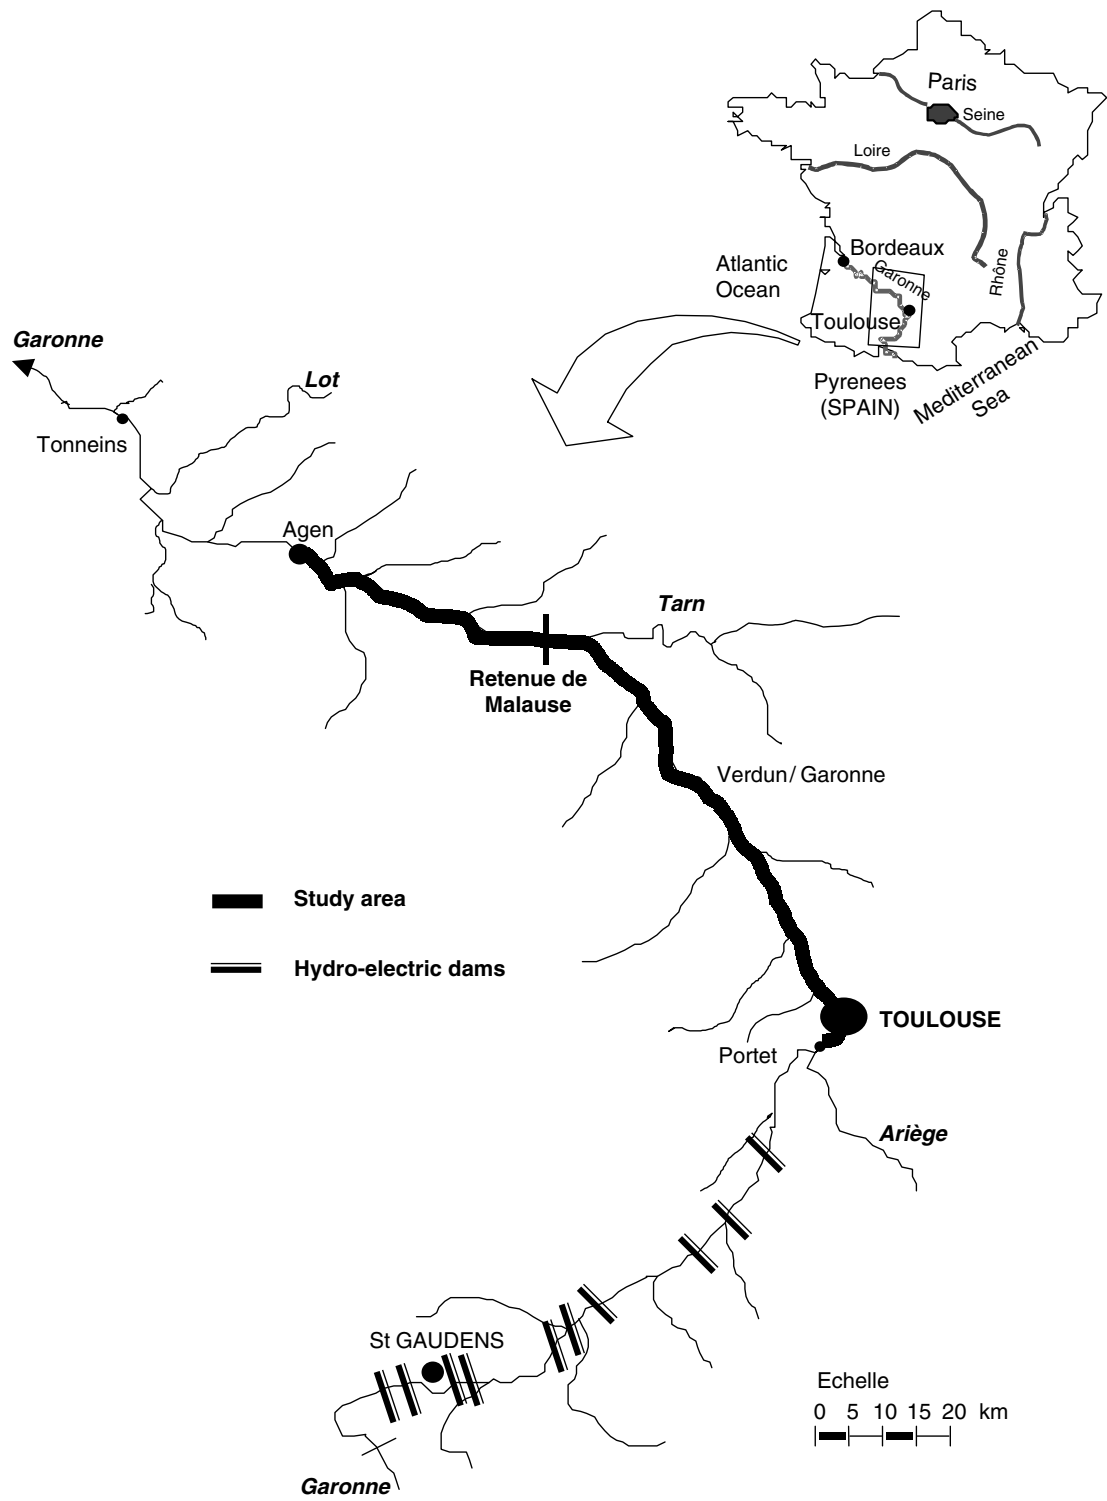 Paris
Seine
Loire
Bordeaux
Atlantic
Ocean
Garonne
Rhône
Toulouse
Pyrenees
(SPAIN)
Mediterranean
Sea
Garonne
Lot
Tonneins
Agen
Tarn
Retenue de
Malause
Verdun/Garonne
Study area
Hydro-electric dams
TOULOUSE
Portet
Ariège
St GAUDENS
Echelle
0 5 10 15 20 km
Garonne